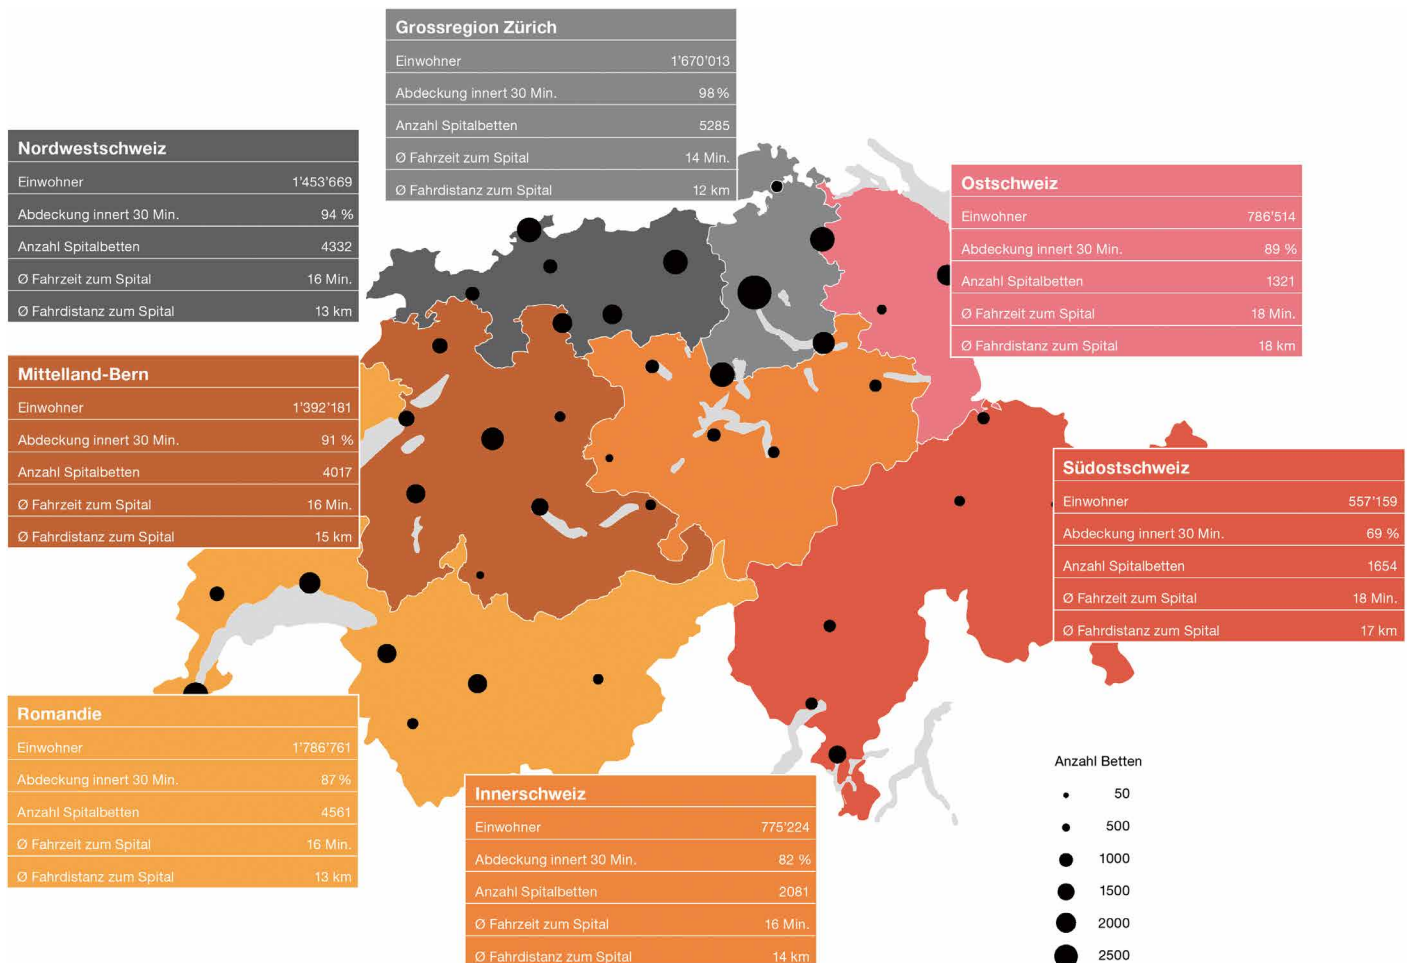 Grossregion Zürich
Einwohner 1'670'013
Abdeckung innert 30 Min. 98 %
Anzahl Spitalbetten 5285
Ø Fahrzeit zum Spital 14 Min.
Ø Fahrdistanz zum Spital 12 km
Nordwestschweiz
Einwohner 1'453'669
Abdeckung innert 30 Min. 94 %
Anzahl Spitalbetten 4332
Ø Fahrzeit zum Spital 16 Min.
Ø Fahrdistanz zum Spital 13 km
Ostschweiz
Einwohner 786'514
Abdeckung innert 30 Min. 89 %
Anzahl Spitalbetten 1321
Ø Fahrzeit zum Spital 18 Min.
Ø Fahrdistanz zum Spital 18 km
Mittelland-Bern
Einwohner 1'392'181
Abdeckung innert 30 Min. 91 %
Anzahl Spitalbetten 4017
Ø Fahrzeit zum Spital 16 Min.
Ø Fahrdistanz zum Spital 15 km
Südostschweiz
Einwohner 557'159
Abdeckung innert 30 Min. 69 %
Anzahl Spitalbetten 1654
Ø Fahrzeit zum Spital 18 Min.
Ø Fahrdistanz zum Spital 17 km
Romandie
Einwohner 1'786'761
Abdeckung innert 30 Min. 87 %
Anzahl Spitalbetten 4561
Ø Fahrzeit zum Spital 16 Min.
Ø Fahrdistanz zum Spital 13 km
Innerschweiz
Einwohner 775'224
Abdeckung innert 30 Min. 82 %
Anzahl Spitalbetten 2081
Ø Fahrzeit zum Spital 16 Min.
Ø Fahrdistanz zum Spital 14 km
Anzahl Betten
50
500
1000
1500
2000
2500